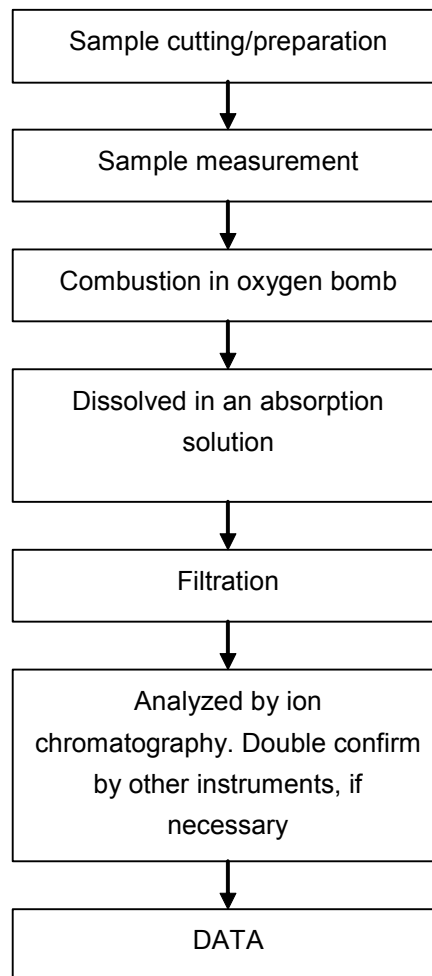 Sample cutting/preparation
Sample measurement
Combustion in oxygen bomb
Dissolved in an absorption
solution
Filtration
Analyzed by ion
chromatography. Double confirm
by other instruments, if
necessary
DATA